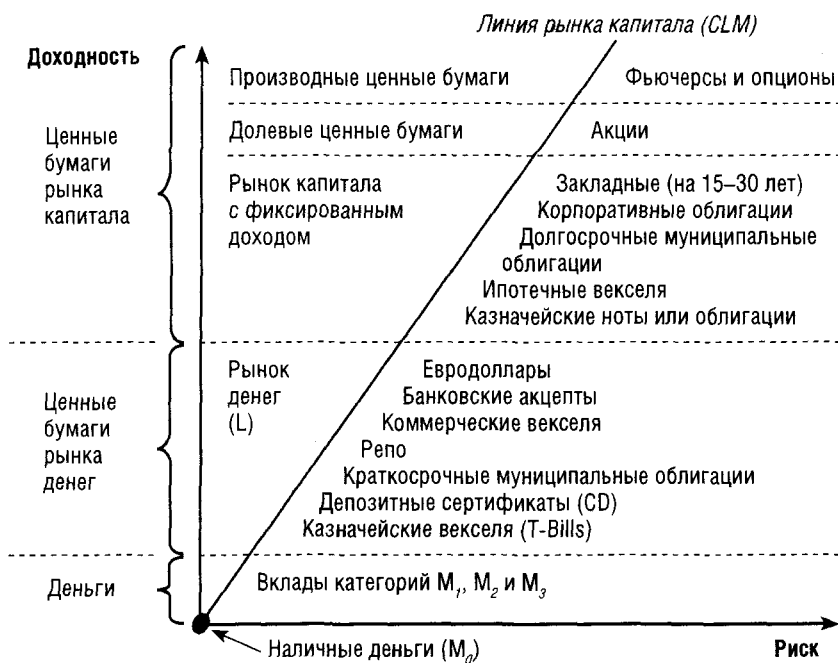 Линия рынка капитала (CLM)
Доходность
Производные ценные бумаги
Фьючерсы и опционы
Ценные
бумаги
рынка
капитала
Долевые ценные бумаги
Акции
Рынок капитала
с фиксированным
доходом
Закладные (на 15–30 лет)
Корпоративные облигации
Долгосрочные муниципальные
облигации
Ипотечные векселя
Казначейские ноты или облигации
Ценные
бумаги
рынка
денег
Рынок
денег
(L)
Евродоллары
Банковские акцепты
Коммерческие векселя
Репо
Краткосрочные муниципальные облигации
Депозитные сертификаты (CD)
Казначейские векселя (T-Bills)
Деньги
Вклады категорий M1, M2 и M3
Наличные деньги (M0)
Риск